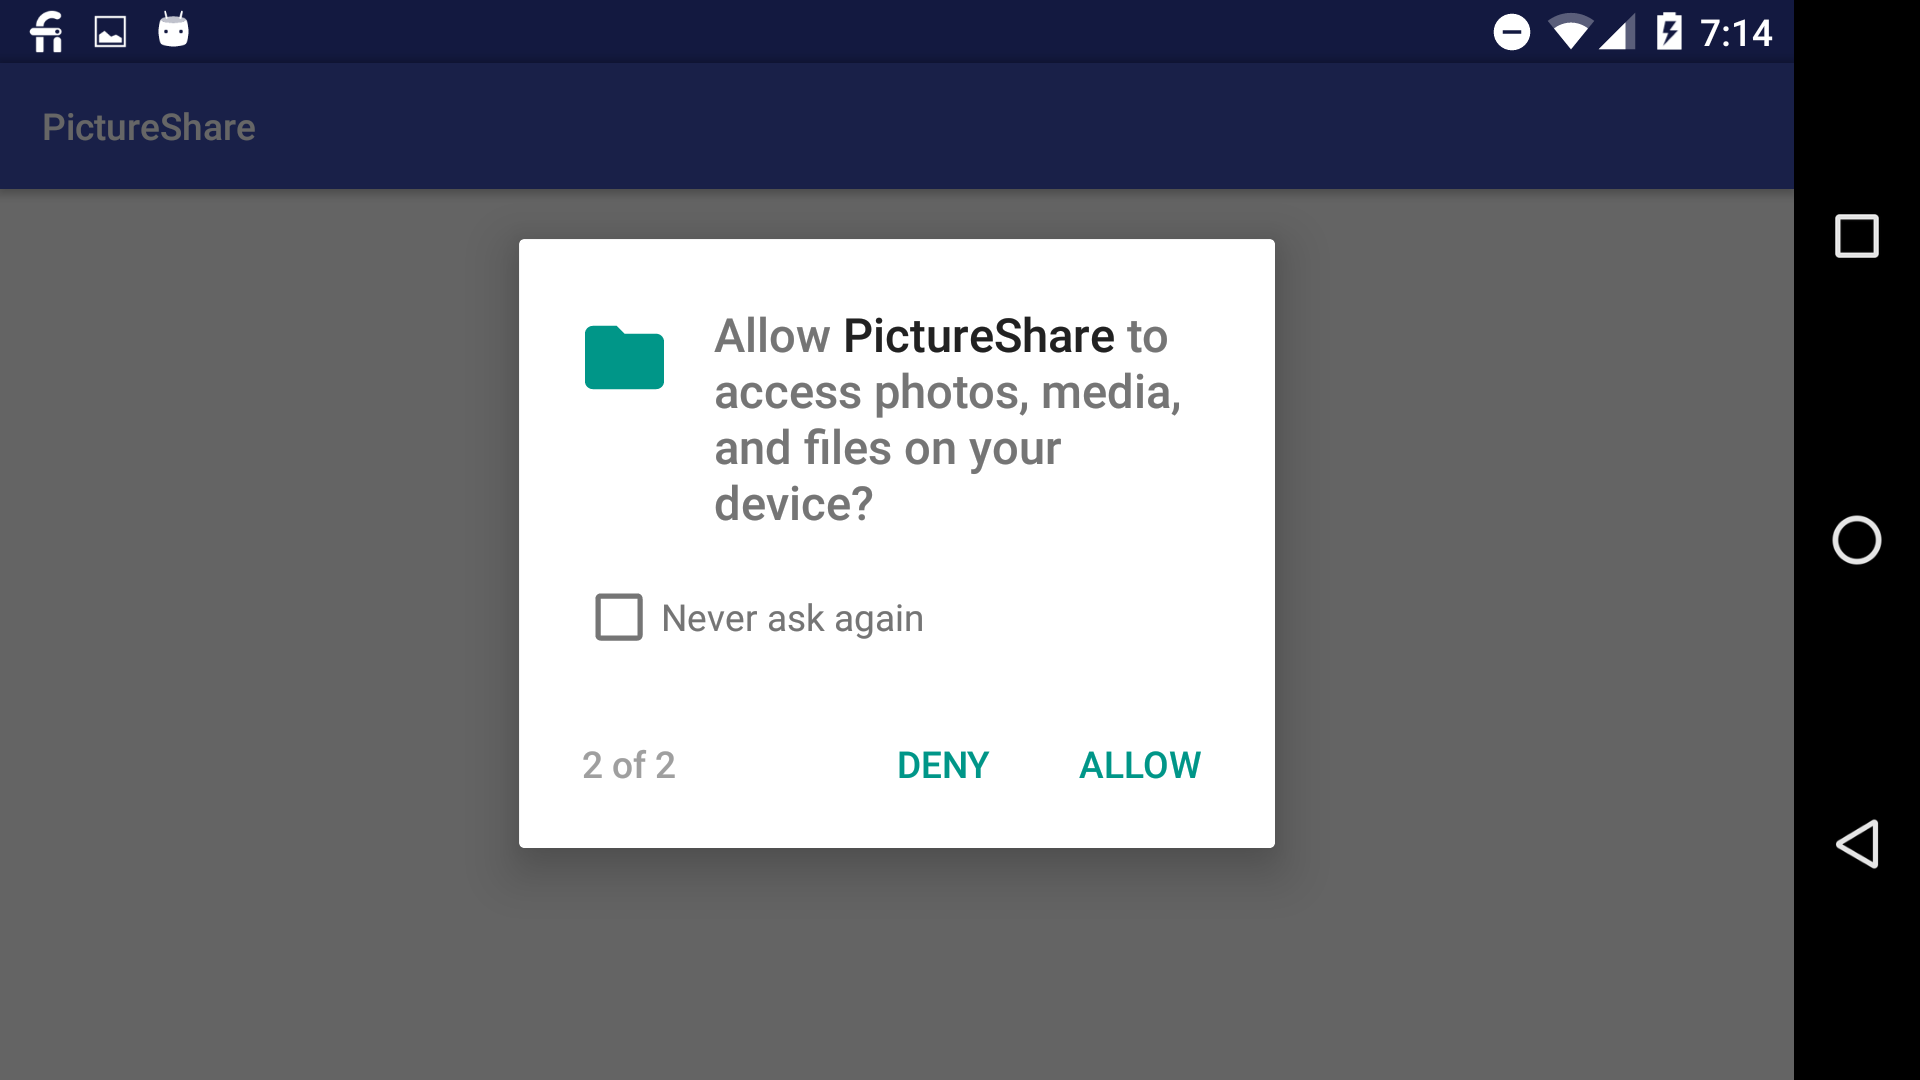 7:14
PictureShare
Allow PictureShare to
access photos, media,
and files on your
device?
Never ask again
2 of 2 DENY ALLOW